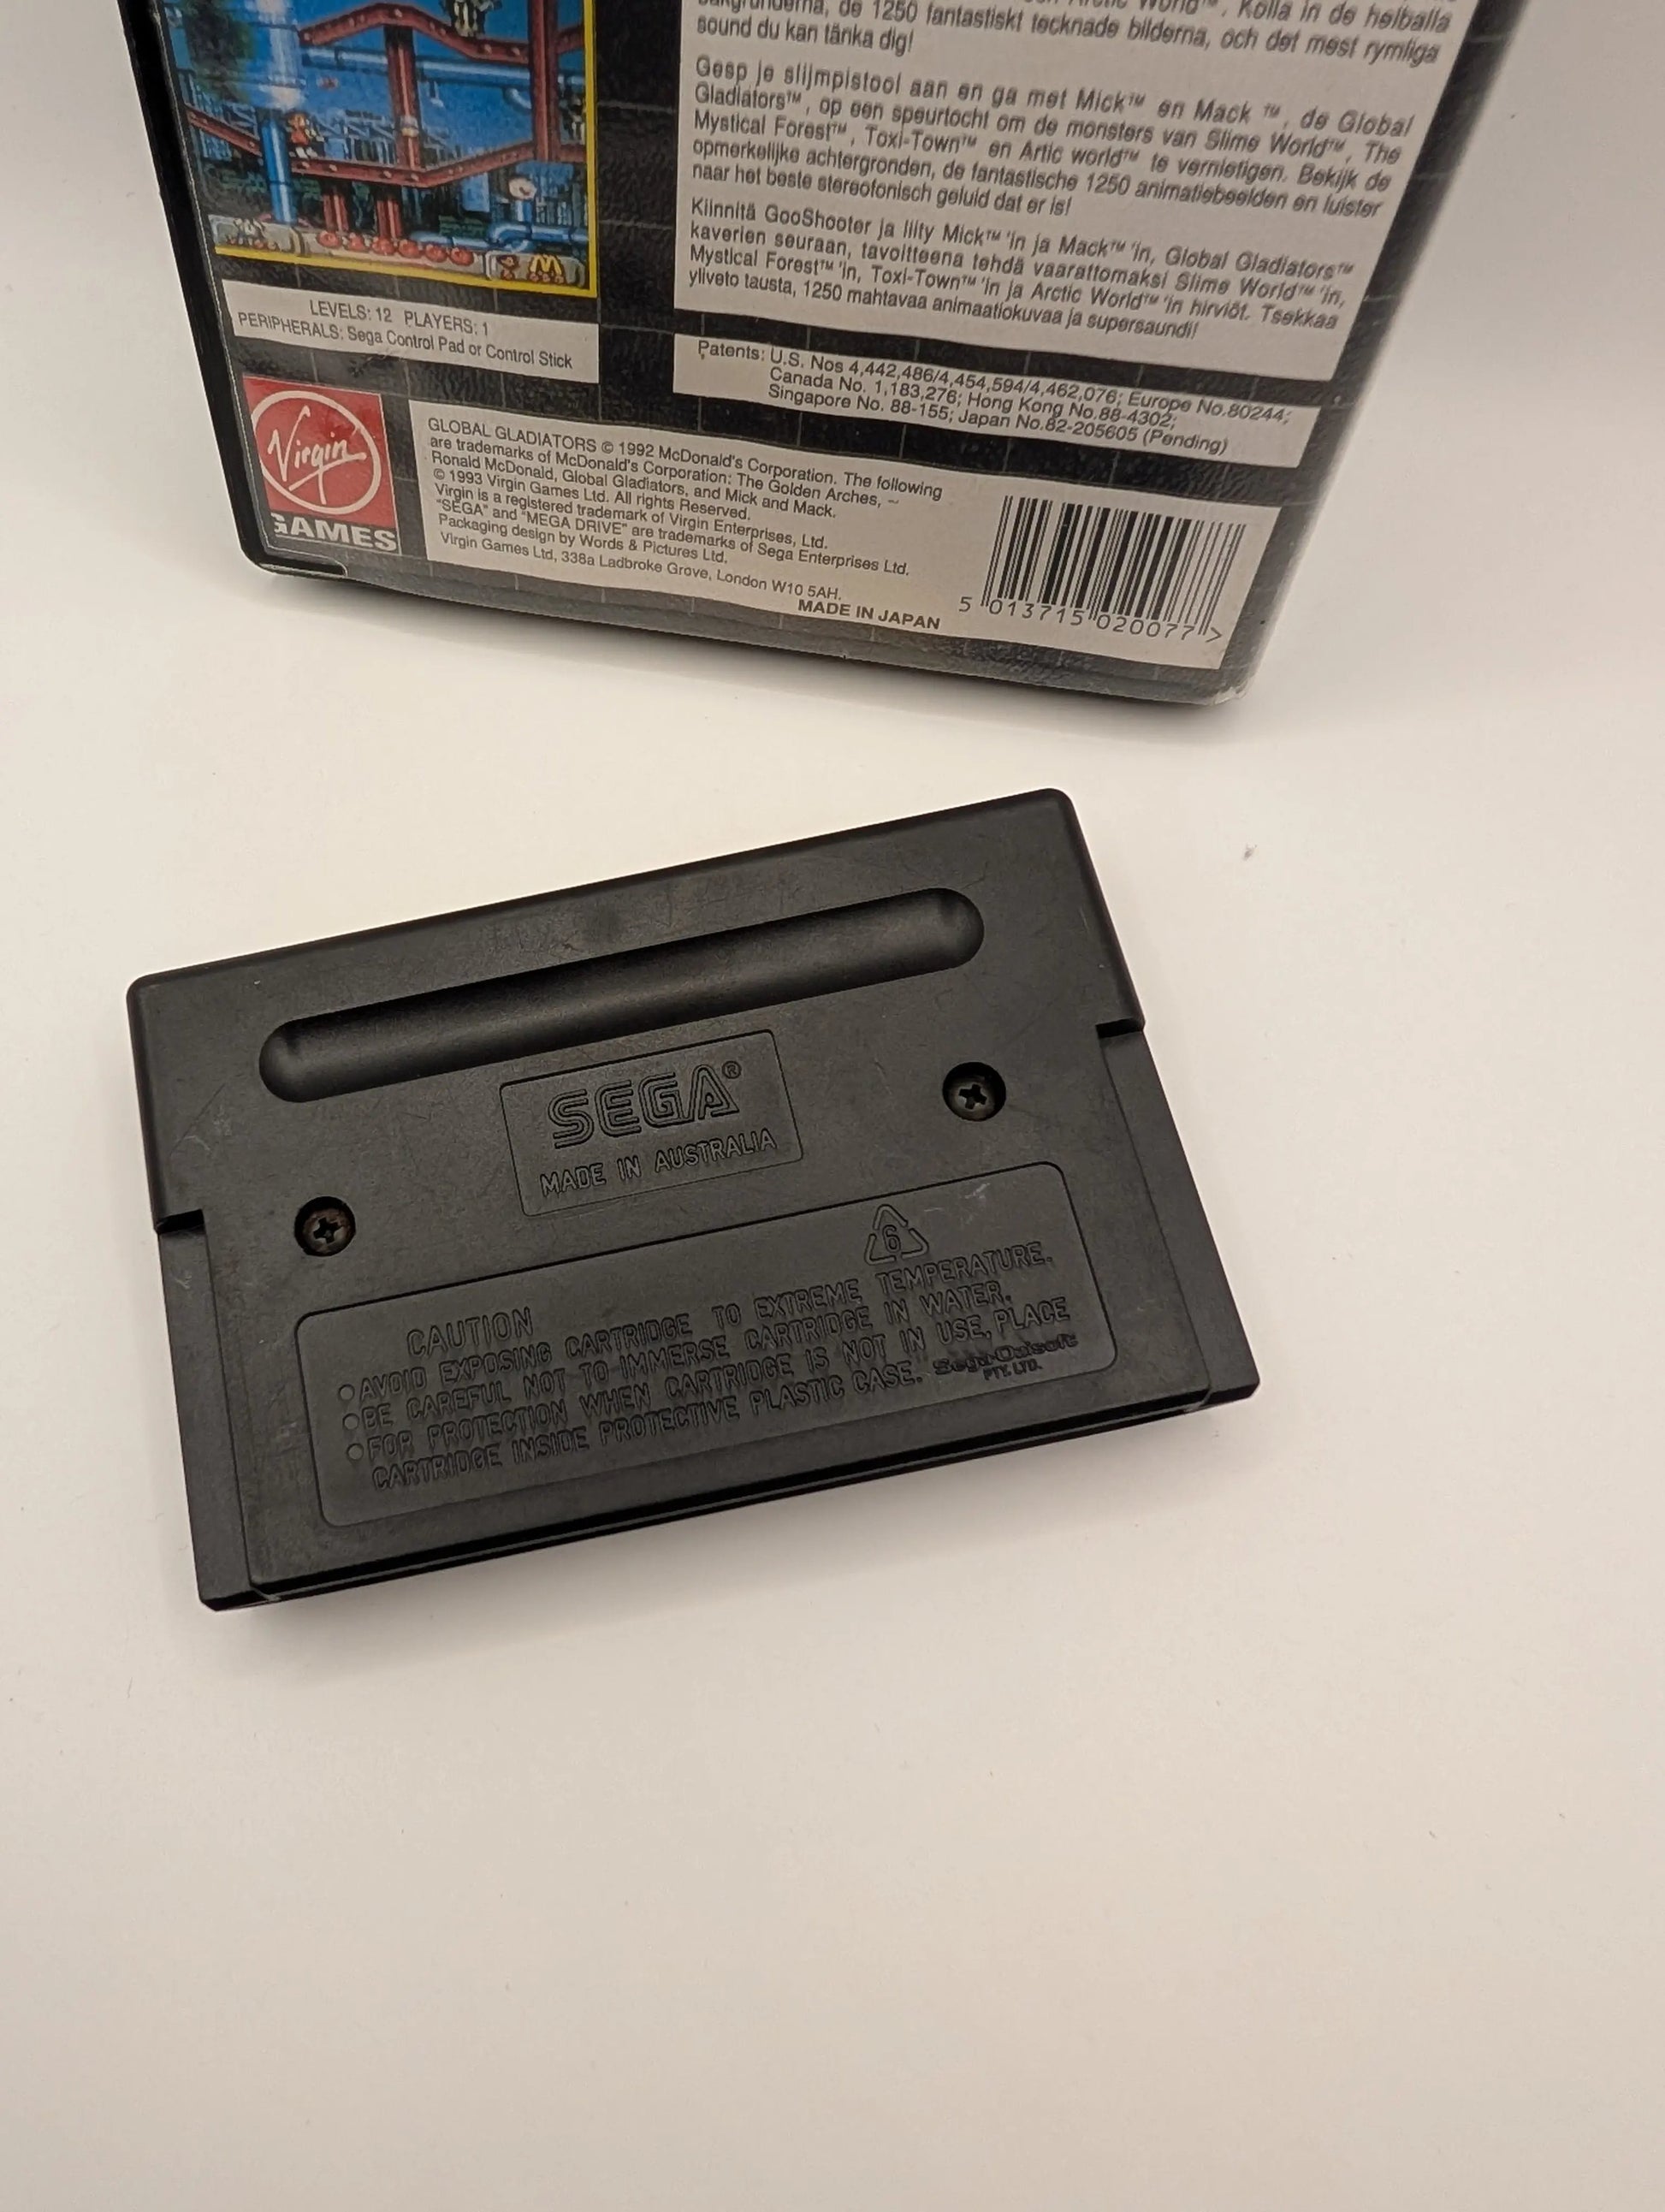 World™. Kolla in de helballa
de 1250 fantastiskt tecknade bilderna, och det mest rymliga
sound du kan tänka dig!
Gesp je slijmpistool aan en ga met Mick™ en Mack ™, de Global
Gladiators™, op een speurtocht om de monsters van Slime World™, The
Mystical Forest™, Toxi-Town™ en Artic world™ te vernietigen. Bekijk de
opmerkelijke achtergronden, de fantastische 1250 animatiebeelden en luister
naar het beste stereofonisch geluid dat er is!
Kiinnitä GooShooter ja liity Mick™'in ja Mack™'in, Global Gladiators™
kaverien seuraan, tavoitteena tehdä vaarattomaksi Slime World™'in,
Mystical Forest™'in, Toxi-Town™'in ja Arctic World™'in hirviöt. Tsekkaa
yliveto tausta, 1250 mahtavaa animaatiokuvaa ja supersaundi!
LEVELS: 12 PLAYERS: 1
PERIPHERALS: Sega Control Pad or Control Stick
Patents: U.S. Nos 4,442,486/4,454,594/4,462,076; Europe No.80244;
Canada No. 1,183,276; Hong Kong No.88-4302;
Singapore No. 88-155; Japan No.82-205605 (Pending)
Virgin
GAMES
GLOBAL GLADIATORS © 1992 McDonald's Corporation. The following
are trademarks of McDonald's Corporation: The Golden Arches, –
Ronald McDonald, Global Gladiators, and Mick and Mack.
© 1993 Virgin Games Ltd. All rights Reserved.
Virgin is a registered trademark of Virgin Enterprises, Ltd.
"SEGA" and "MEGA DRIVE" are trademarks of Sega Enterprises Ltd.
Packaging design by Words & Pictures Ltd.
Virgin Games Ltd, 338a Ladbroke Grove, London W10 5AH.
MADE IN JAPAN
5 013715 020077 >
SEGA®
MADE IN AUSTRALIA
6
CAUTION
○AVOID EXPOSING CARTRIDGE TO EXTREME TEMPERATURE.
○BE CAREFUL NOT TO IMMERSE CARTRIDGE IN WATER.
○FOR PROTECTION WHEN CARTRIDGE IS NOT IN USE, PLACE
CARTRIDGE INSIDE PROTECTIVE PLASTIC CASE.
Sega-Ozisoft
PTY. LTD.